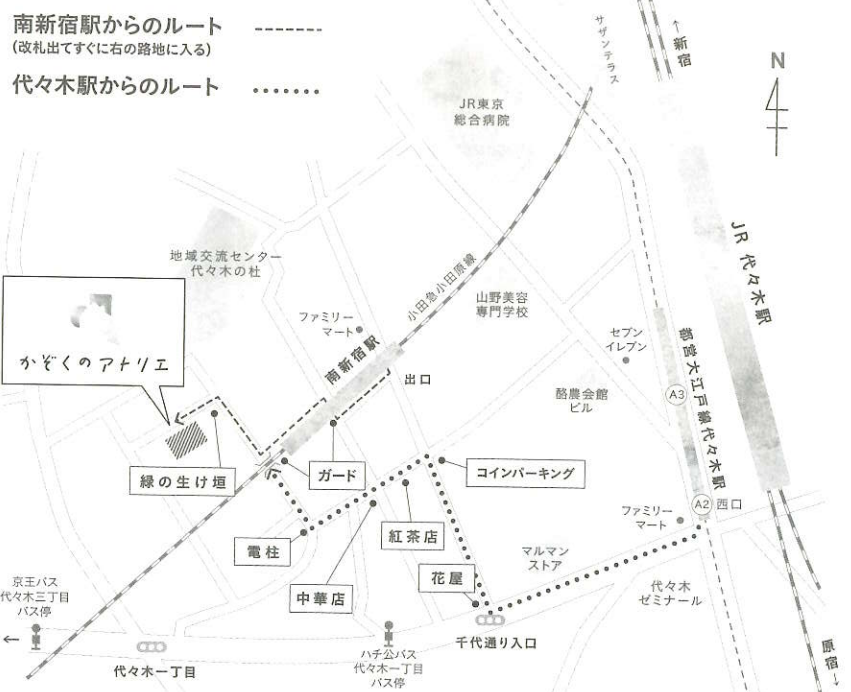 南新宿駅からのルート
(改札出てすぐに右の路地に入る)
代々木駅からのルート
サザンテラス
↑新宿
N
JR東京
総合病院
地域交流センター
代々木の杜
小田急小田原線
山野美容
専門学校
JR 代々木駅
かぞくのアトリエ
ファミリー
マート
南新宿駅
出口
セブン
イレブン
都営大江戸線代々木駅
A3
酪農会館
ビル
緑の生け垣
ガード
コインパーキング
A2
西口
ファミリー
マート
電柱
紅茶店
中華店
花屋
マルマン
ストア
代々木
ゼミナール
京王バス
代々木三丁目
バス停
←
代々木一丁目
ハチ公バス
代々木一丁目
バス停
千代通り入口
原宿↓